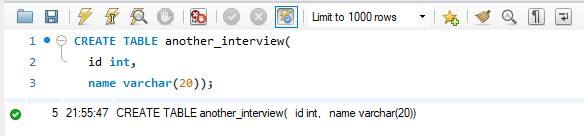 Limit to 1000 rows
1 CREATE TABLE another_interview(
2 id int,
3 name varchar(20));
5 21:55:47 CREATE TABLE another_interview( id int, name varchar(20))